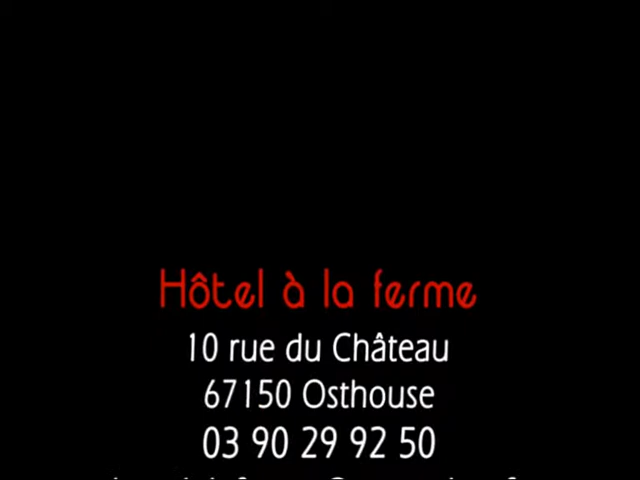 Hôtel à la ferme
10 rue du Château
67150 Osthouse
03 90 29 92 50